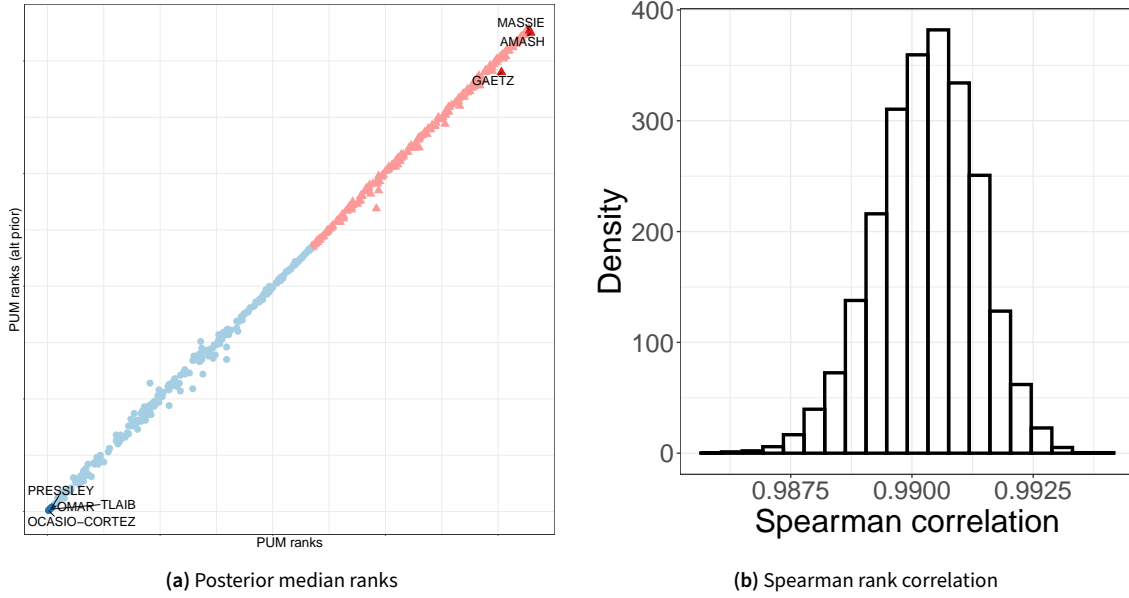 MASSIE
AMASH
GAETZ
PUM ranks (alt prior)
PRESSLEY
OMAR
TLAIB
OCASIO−CORTEZ
PUM ranks
(a) Posterior median ranks
400
300
200
100
0
Density
0.9875 0.9900 0.9925
Spearman correlation
(b) Spearman rank correlation